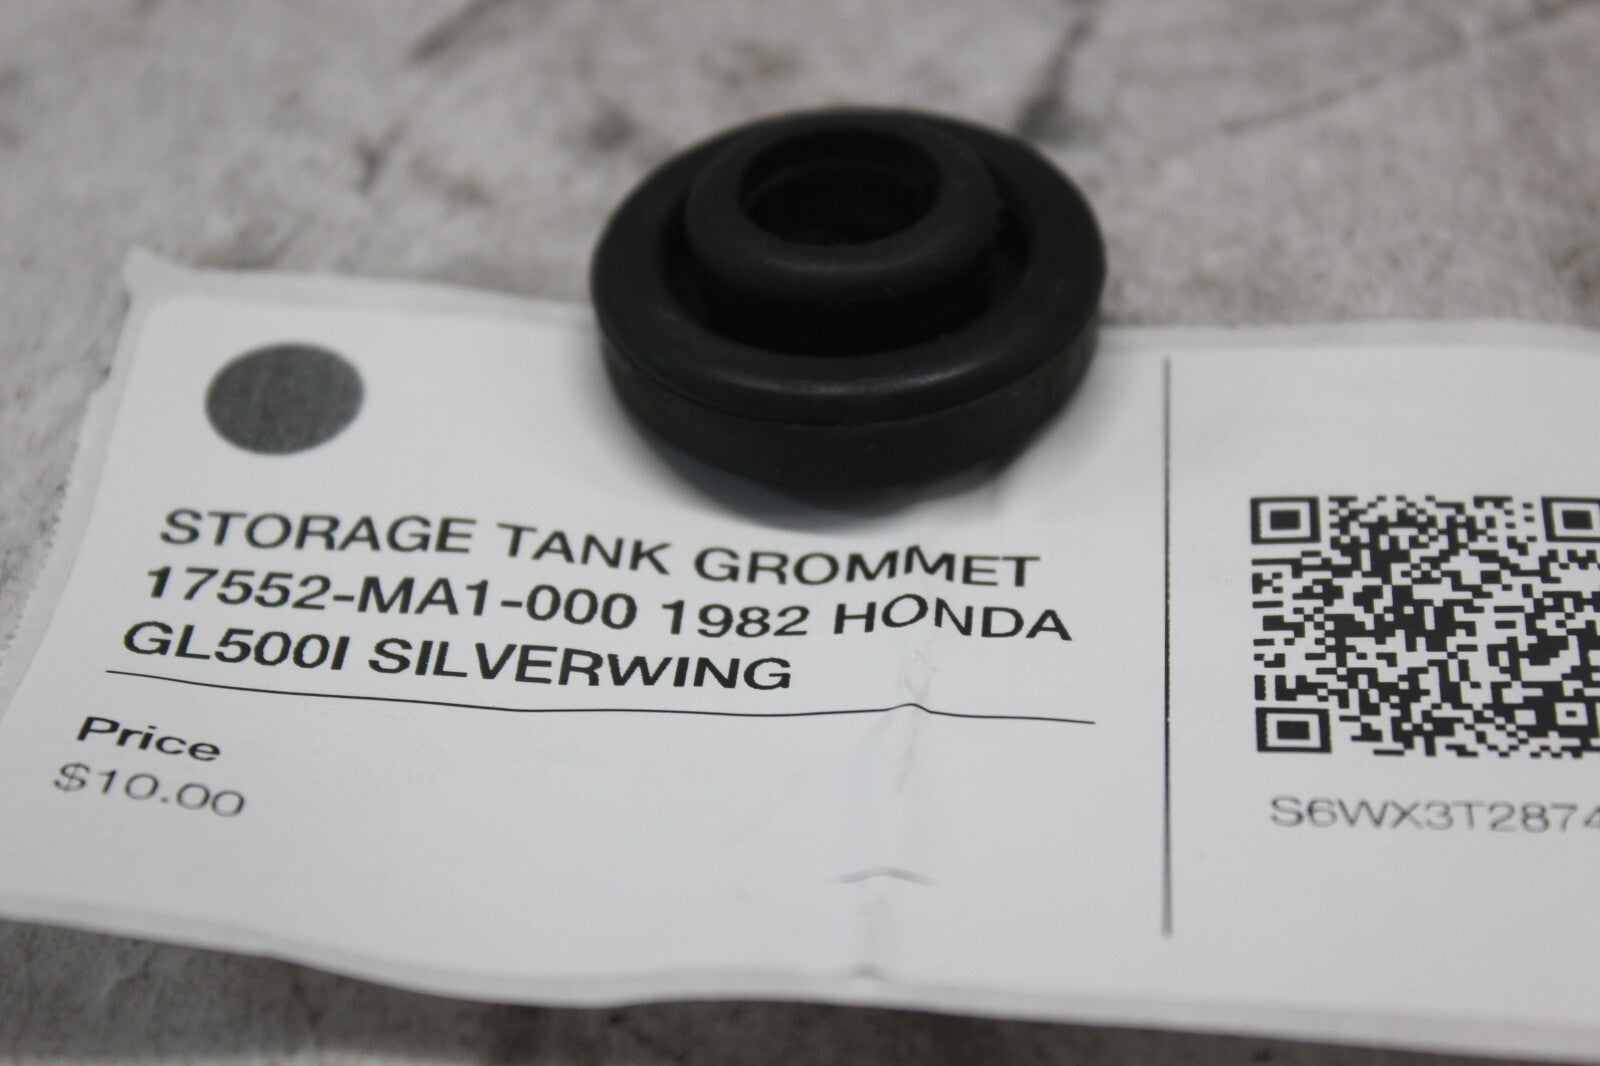 STORAGE TANK GROMMET
17552-MA1-000 1982 HONDA
GL500I SILVERWING
Price
$10.00
S6WX3T2874